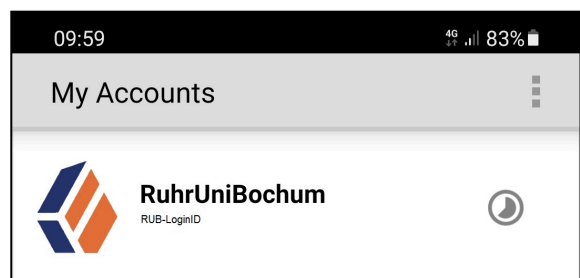 09:59
4G 83%
My Accounts
RuhrUniBochum
RUB-LoginID